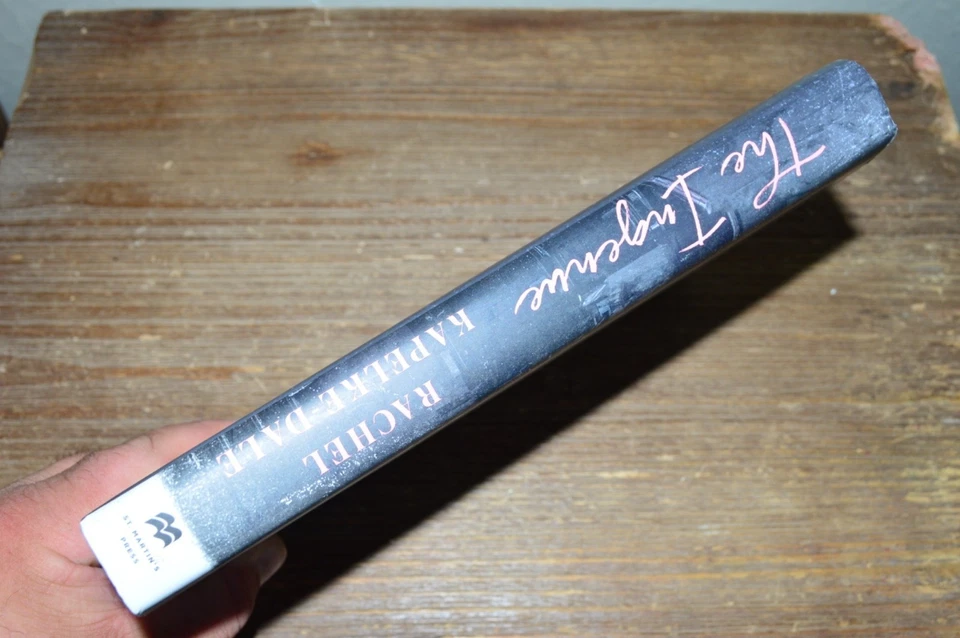 The Ingenue
RACHEL
KAPELKE-DALE
ST. MARTIN'S
PRESS